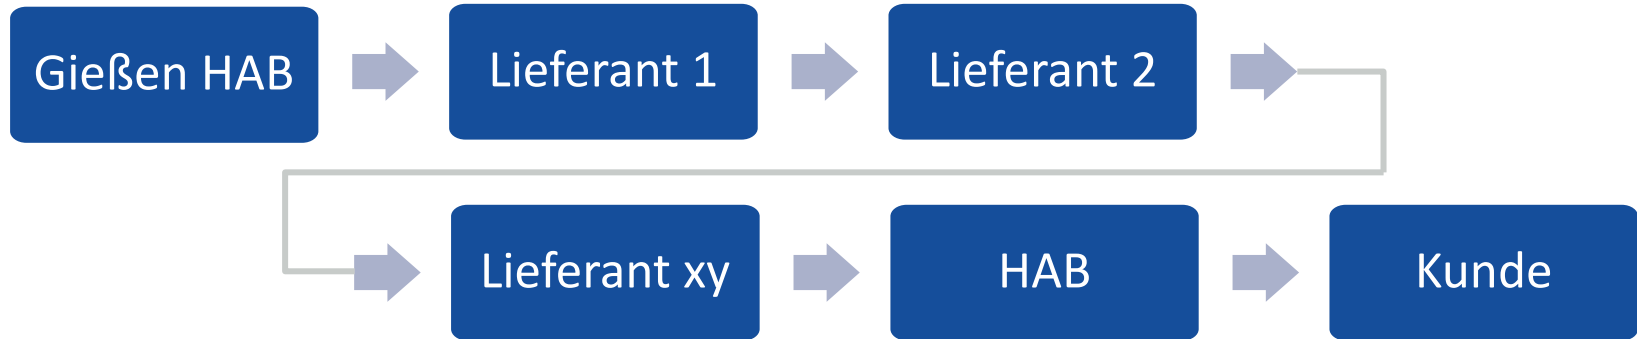 Gießen HAB
Lieferant 1
Lieferant 2
Lieferant xy
HAB
Kunde